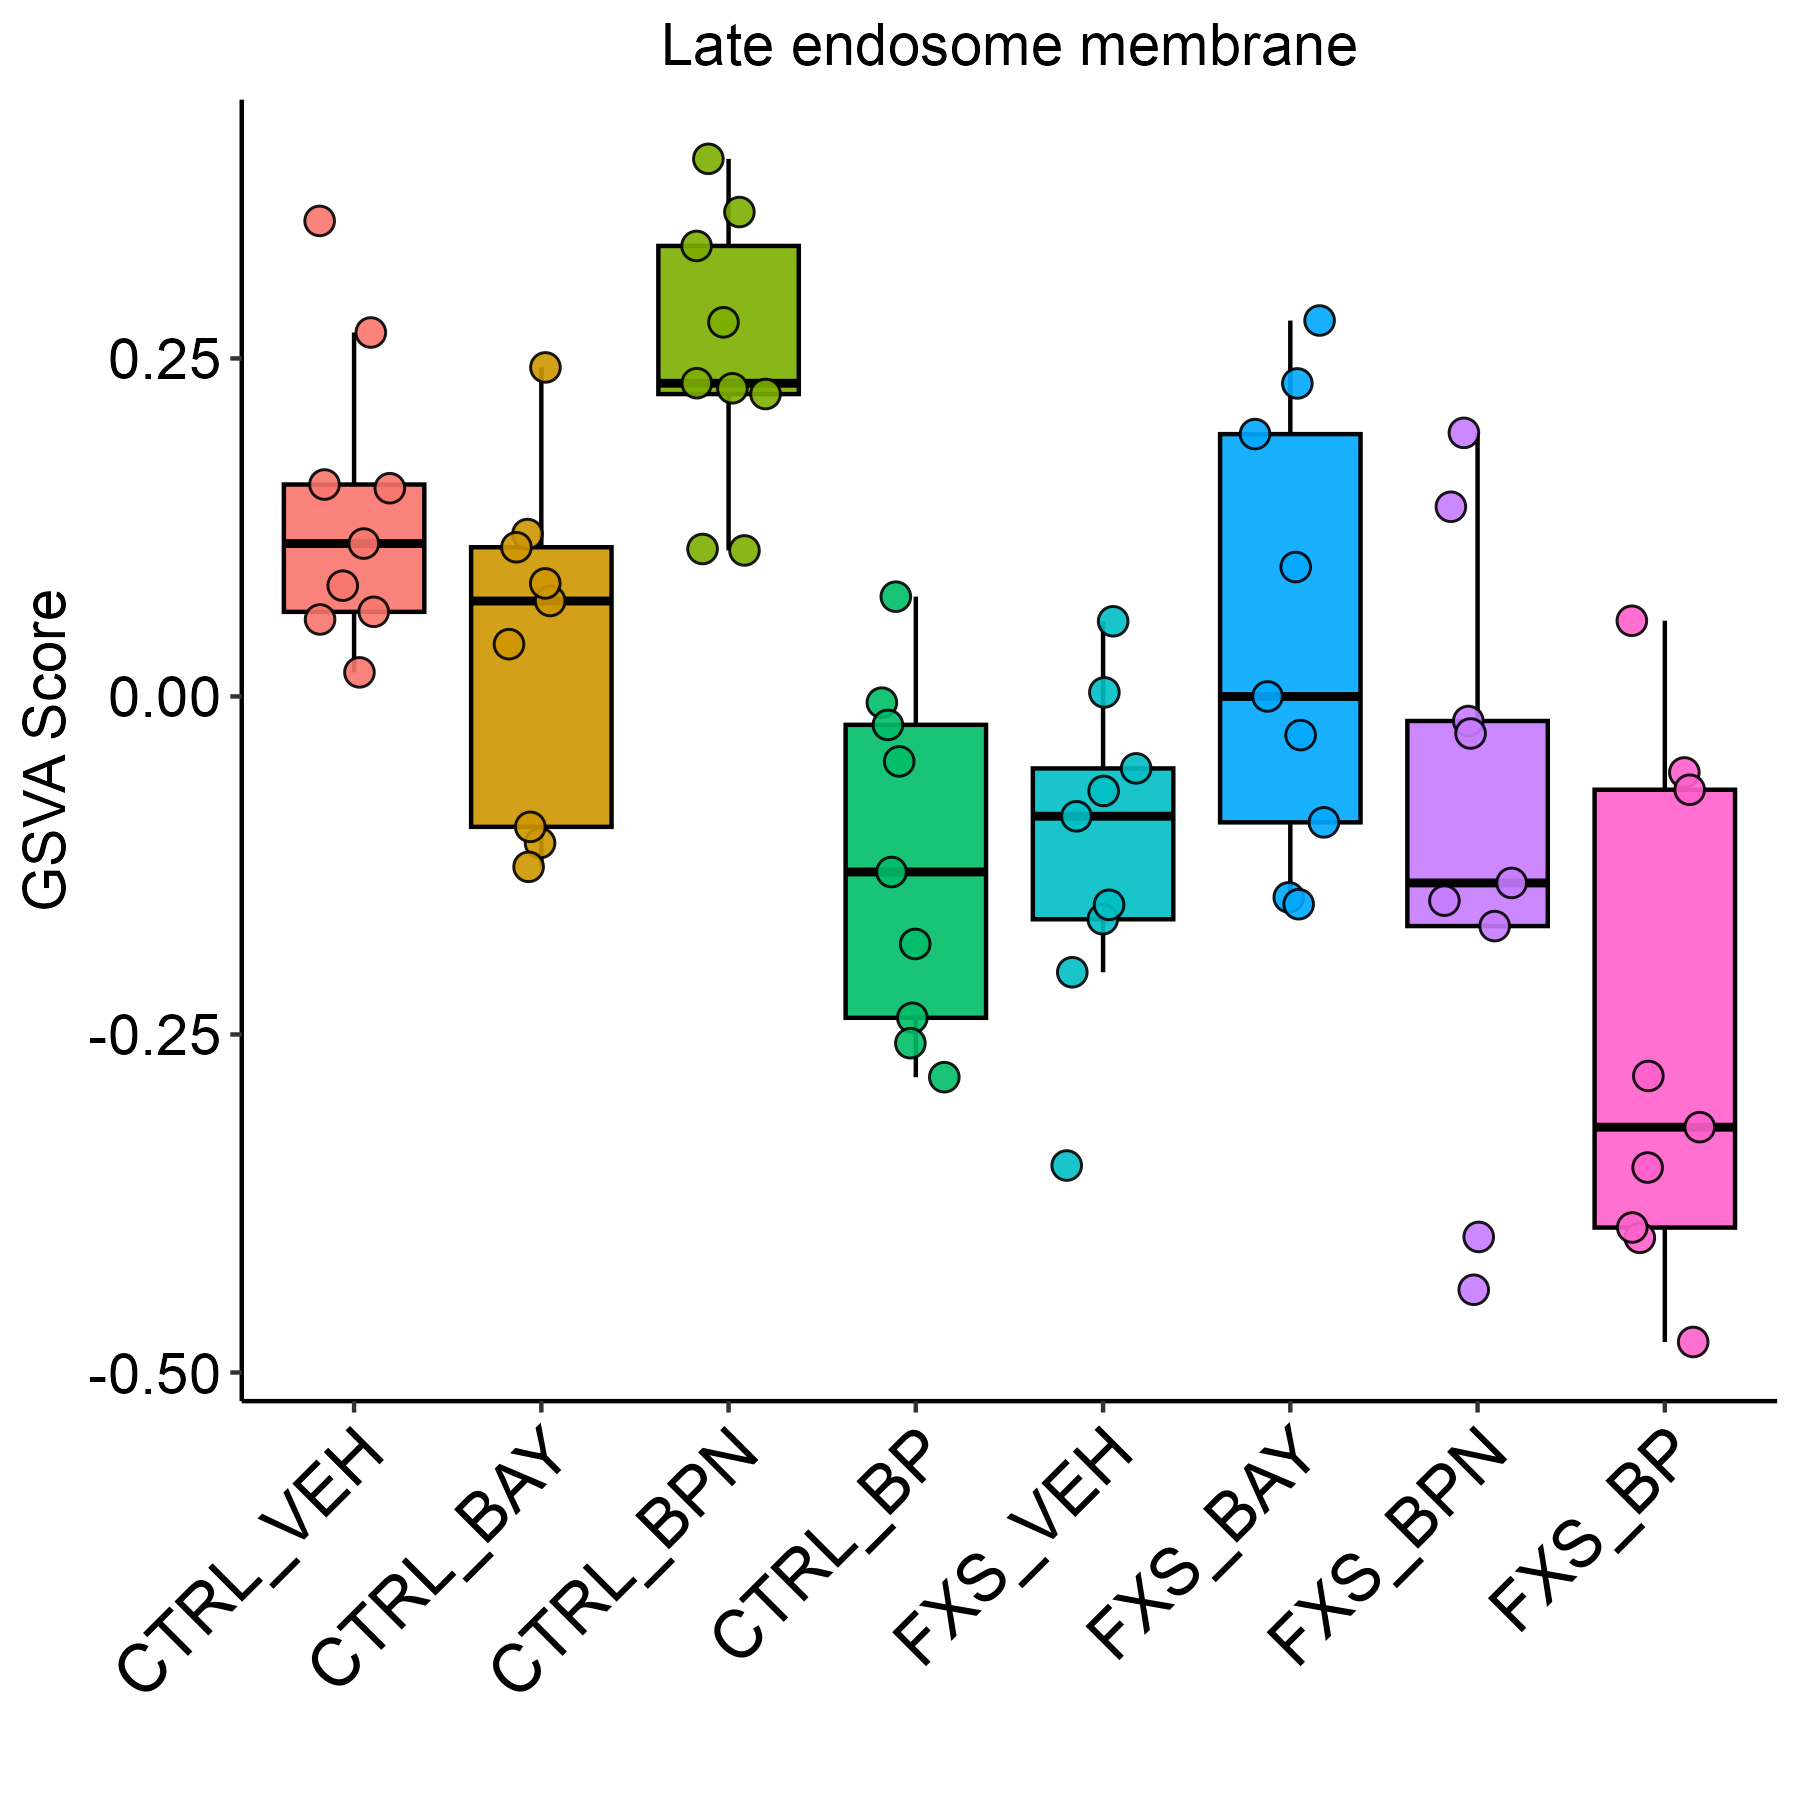 Late endosome membrane
GSVA Score
0.25
0.00
-0.25
-0.50
CTRL_VEH
CTRL_BAY
CTRL_BPN
CTRL_BP
FXS_VEH
FXS_BAY
FXS_BPN
FXS_BP